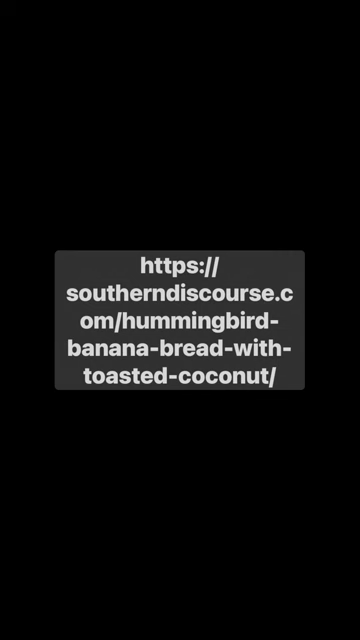 https://
southerndiscourse.c
om/hummingbird-
banana-bread-with-
toasted-coconut/